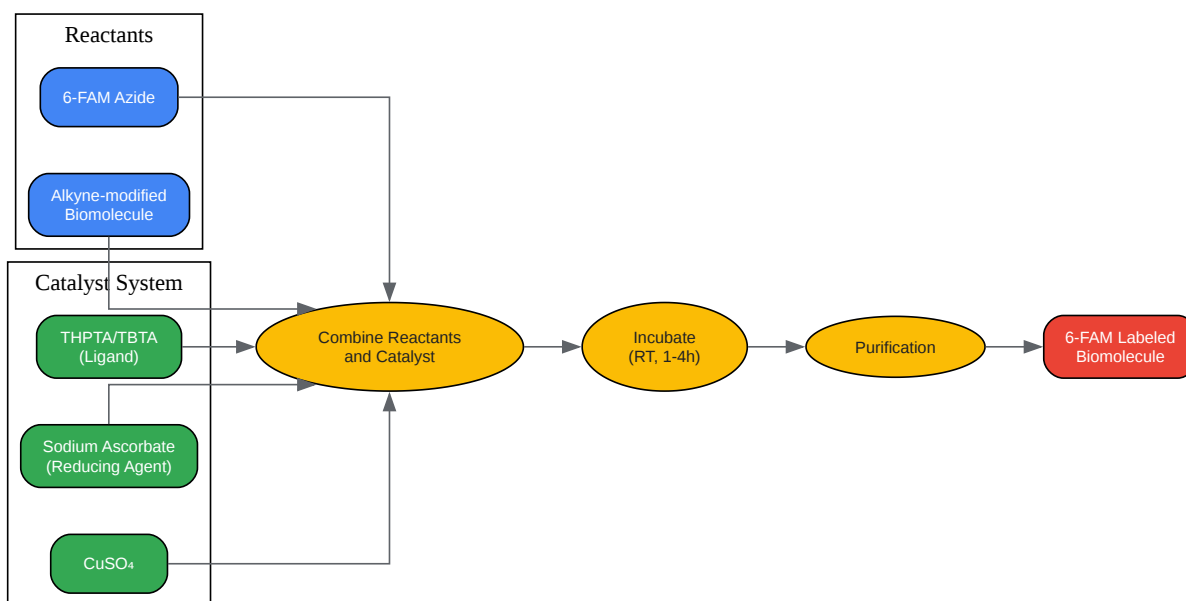 Reactants
6-FAM Azide
Alkyne-modified
Biomolecule
Catalyst System
THPTA/TBTA
(Ligand)
Sodium Ascorbate
(Reducing Agent)
CuSO₄
Combine Reactants
and Catalyst
Incubate
(RT, 1-4h)
Purification
6-FAM Labeled
Biomolecule